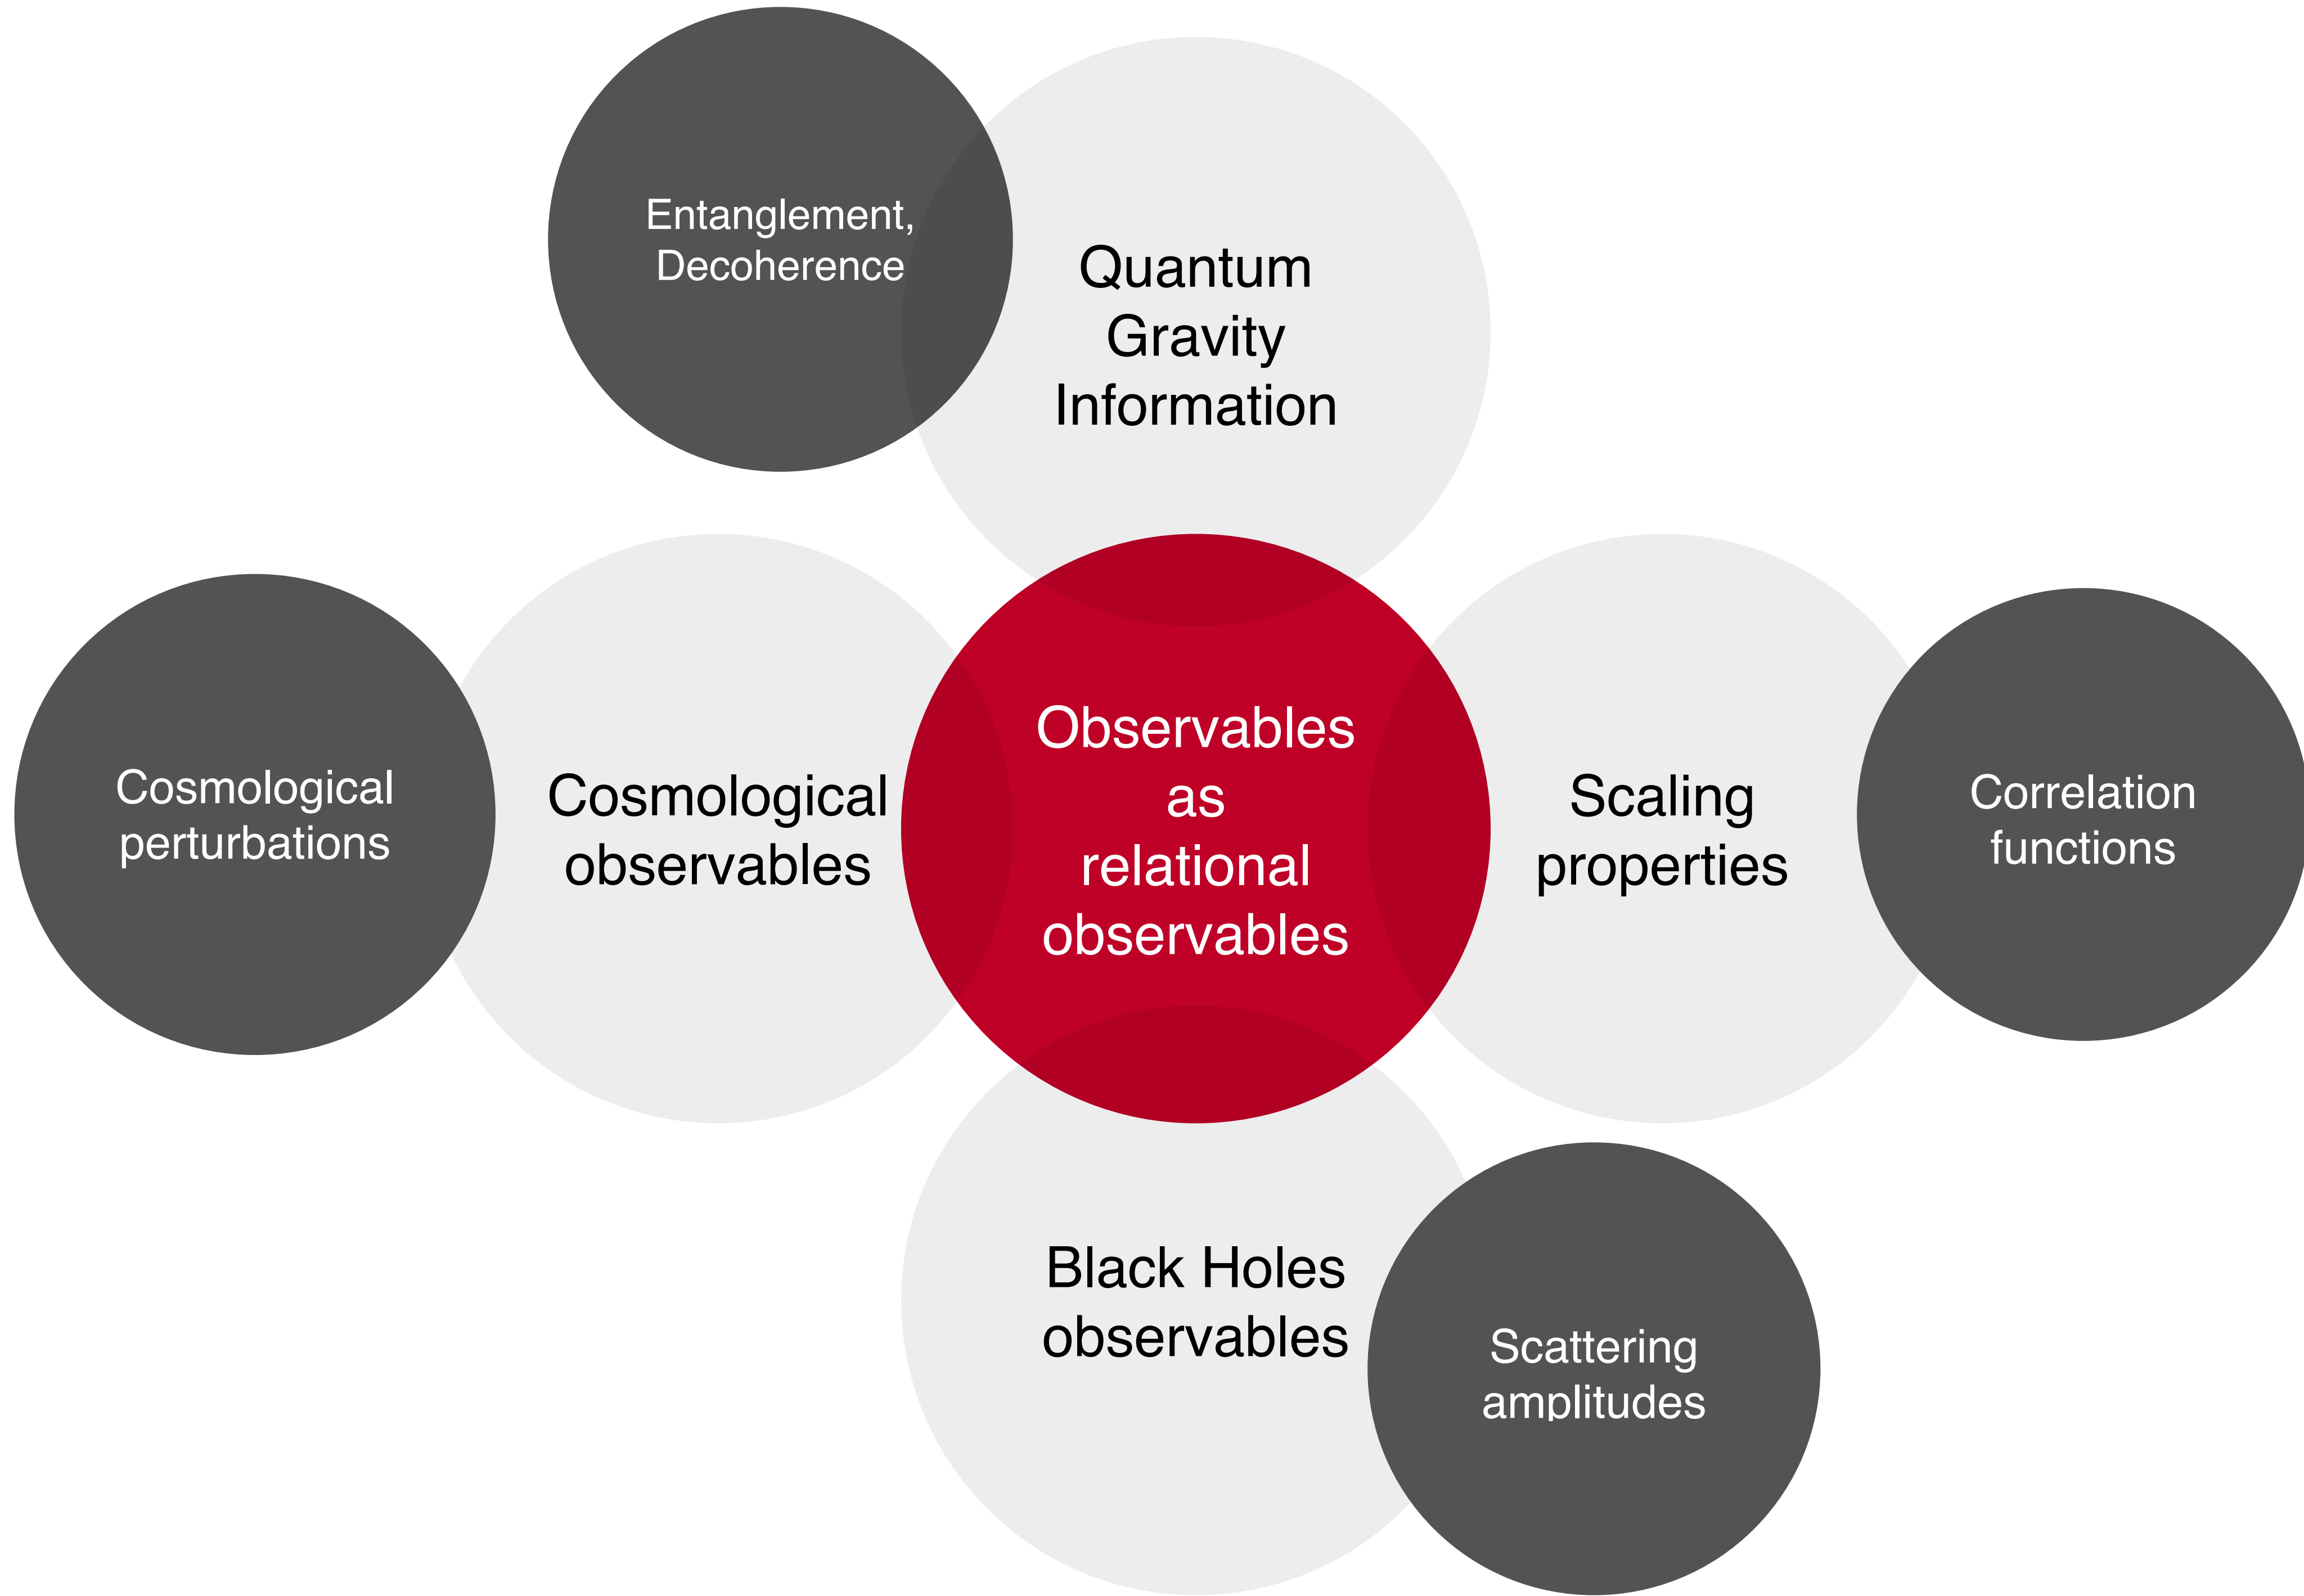 Entanglement,
Decoherence
Quantum
Gravity
Information
Cosmological
perturbations
Cosmological
observables
Observables
as
relational
observables
Scaling
properties
Correlation
functions
Black Holes
observables
Scattering
amplitudes